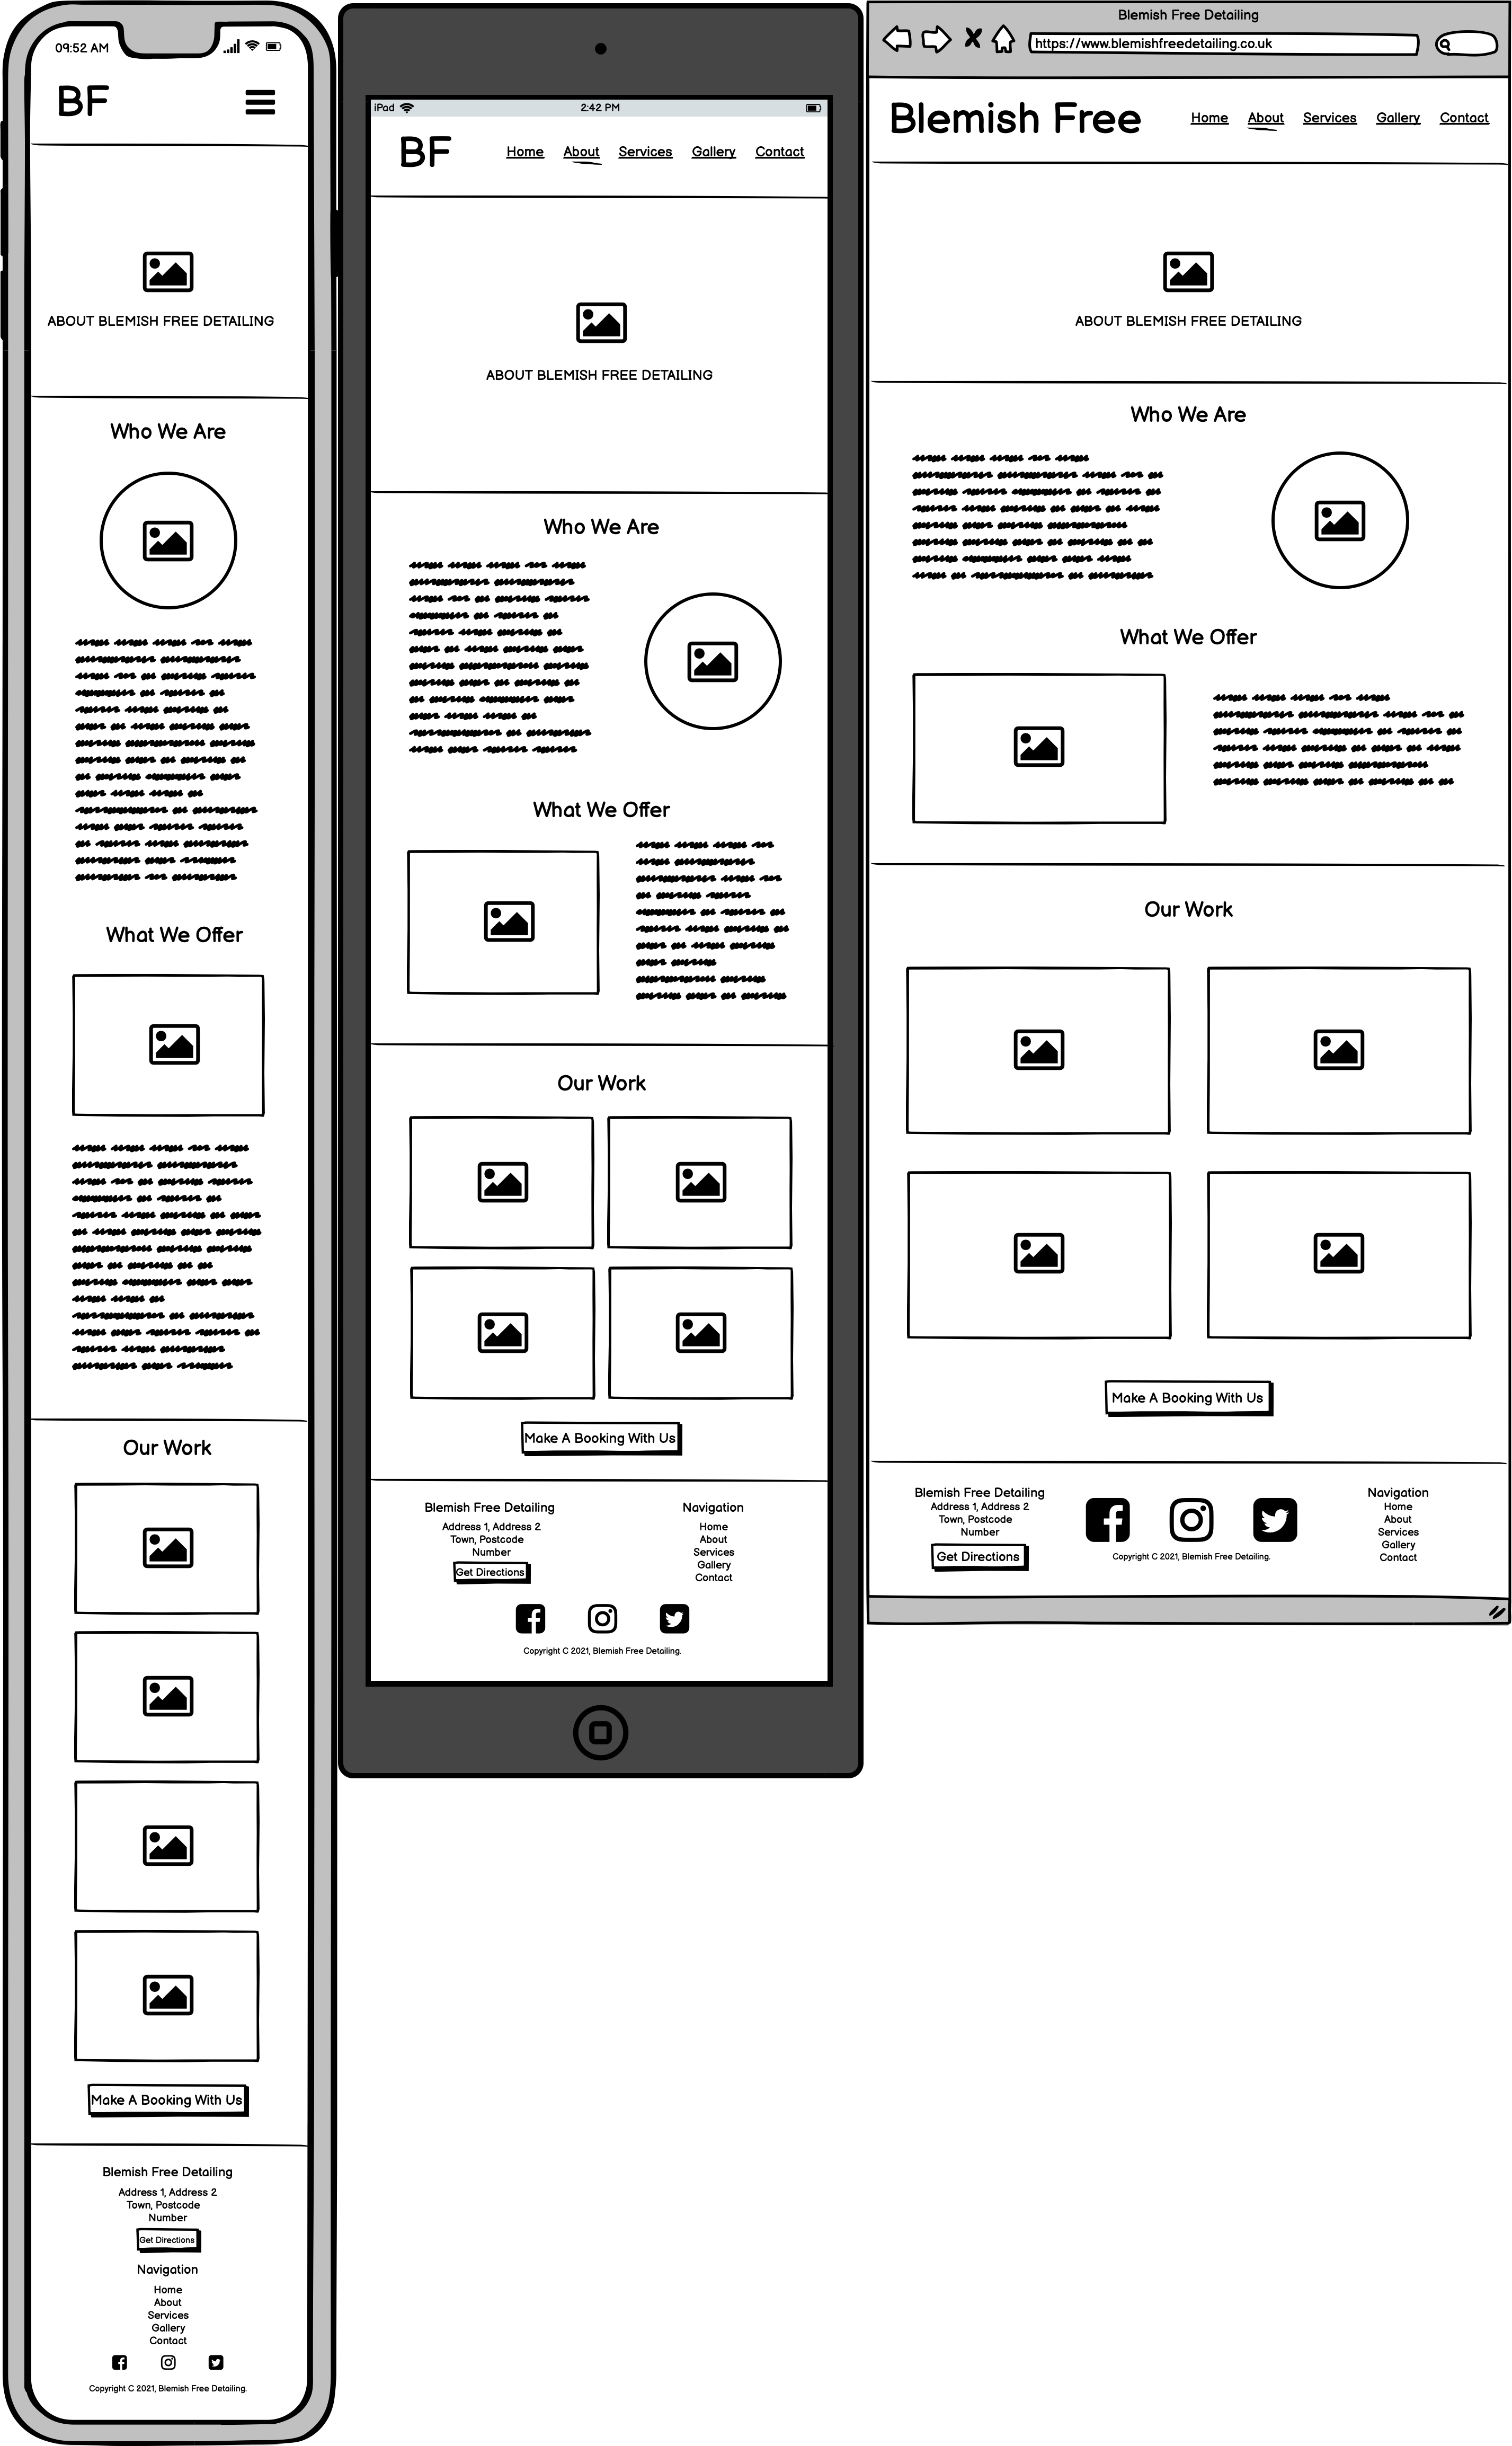 09:52 AM
BF
ABOUT BLEMISH FREE DETAILING
Who We Are
What We Offer
Our Work
Make A Booking With Us
Blemish Free Detailing
Address 1, Address 2
Town, Postcode
Number
Get Directions
Navigation
Home
About
Services
Gallery
Contact
Copyright C 2021, Blemish Free Detailing.
iPad 2:42 PM
BF Home About Services Gallery Contact
ABOUT BLEMISH FREE DETAILING
Who We Are
What We Offer
Our Work
Make A Booking With Us
Blemish Free Detailing
Address 1, Address 2
Town, Postcode
Number
Get Directions
Navigation
Home
About
Services
Gallery
Contact
Copyright C 2021, Blemish Free Detailing.
Blemish Free Detailing
https://www.blemishfreedetailing.co.uk
Blemish Free Home About Services Gallery Contact
ABOUT BLEMISH FREE DETAILING
Who We Are
What We Offer
Our Work
Make A Booking With Us
Blemish Free Detailing
Address 1, Address 2
Town, Postcode
Number
Get Directions
Copyright C 2021, Blemish Free Detailing.
Navigation
Home
About
Services
Gallery
Contact